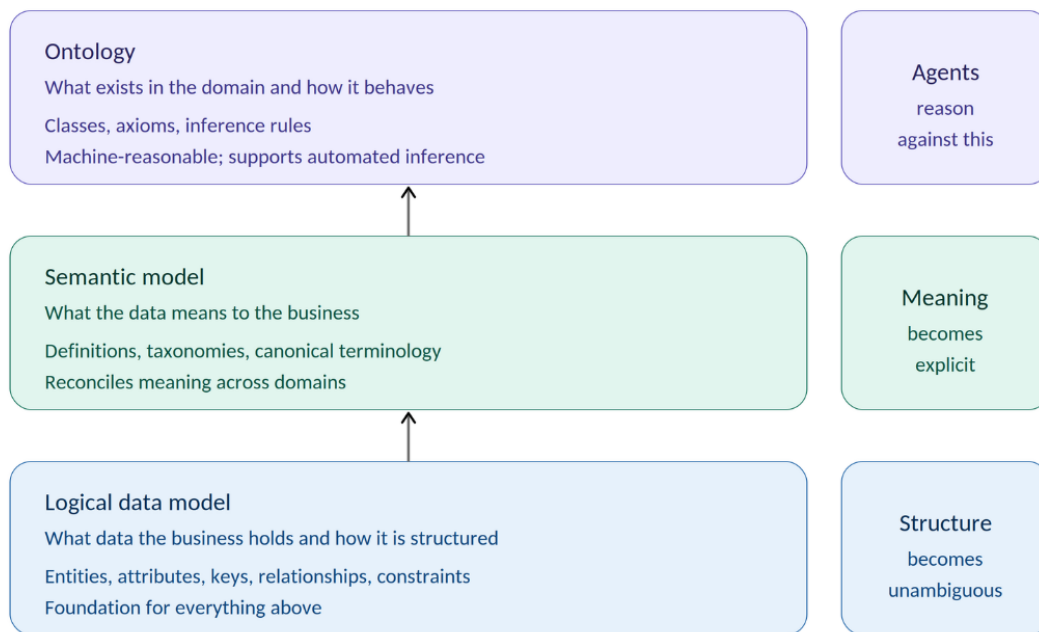 Ontology
What exists in the domain and how it behaves
Classes, axioms, inference rules
Machine-reasonable; supports automated inference
Agents
reason
against this
Semantic model
What the data means to the business
Definitions, taxonomies, canonical terminology
Reconciles meaning across domains
Meaning
becomes
explicit
Logical data model
What data the business holds and how it is structured
Entities, attributes, keys, relationships, constraints
Foundation for everything above
Structure
becomes
unambiguous